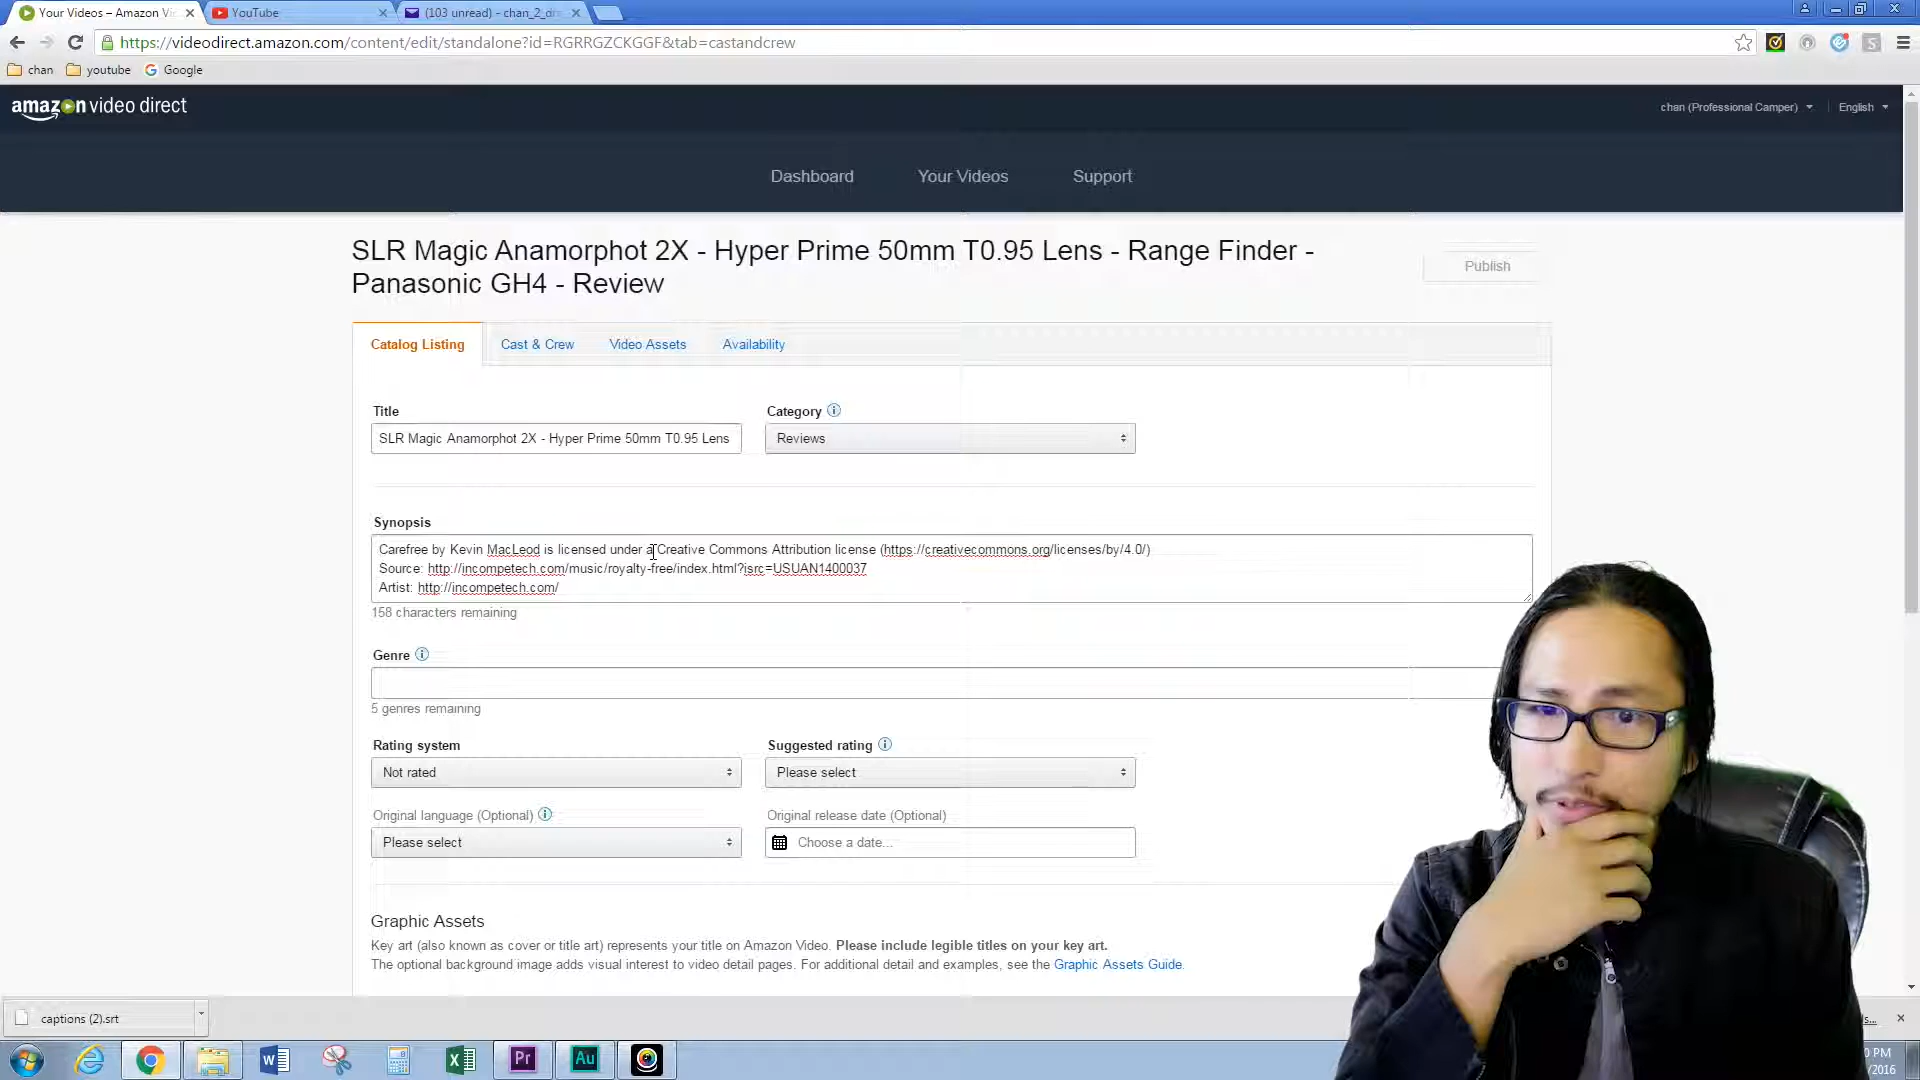 Your Videos – Amazon Vi
YouTube
(103 unread) - chan_2_dr
https://videodirect.amazon.com/content/edit/standalone?id=RGRRGZCKGGF&tab=castandcrew
chan
youtube
Google
amazon video direct
chan (Professional Camper)
English
Dashboard
Your Videos
Support
SLR Magic Anamorphot 2X - Hyper Prime 50mm T0.95 Lens - Range Finder -
Panasonic GH4 - Review
Publish
Catalog Listing
Cast & Crew
Video Assets
Availability
Title
Category
SLR Magic Anamorphot 2X - Hyper Prime 50mm T0.95 Lens
Reviews
Synopsis
Carefree by Kevin MacLeod is licensed under a Creative Commons Attribution license (https://creativecommons.org/licenses/by/4.0/)
Source: http://incompetech.com/music/royalty-free/index.html?isrc=USUAN1400037
Artist: http://incompetech.com/
158 characters remaining
Genre
5 genres remaining
Rating system
Suggested rating
Not rated
Please select
Original language (Optional)
Original release date (Optional)
Please select
Choose a date...
Graphic Assets
Key art (also known as cover or title art) represents your title on Amazon Video. Please include legible titles on your key art.
The optional background image adds visual interest to video detail pages. For additional detail and examples, see the Graphic Assets Guide.
captions (2).srt
Pr
Au
0 PM
/2016